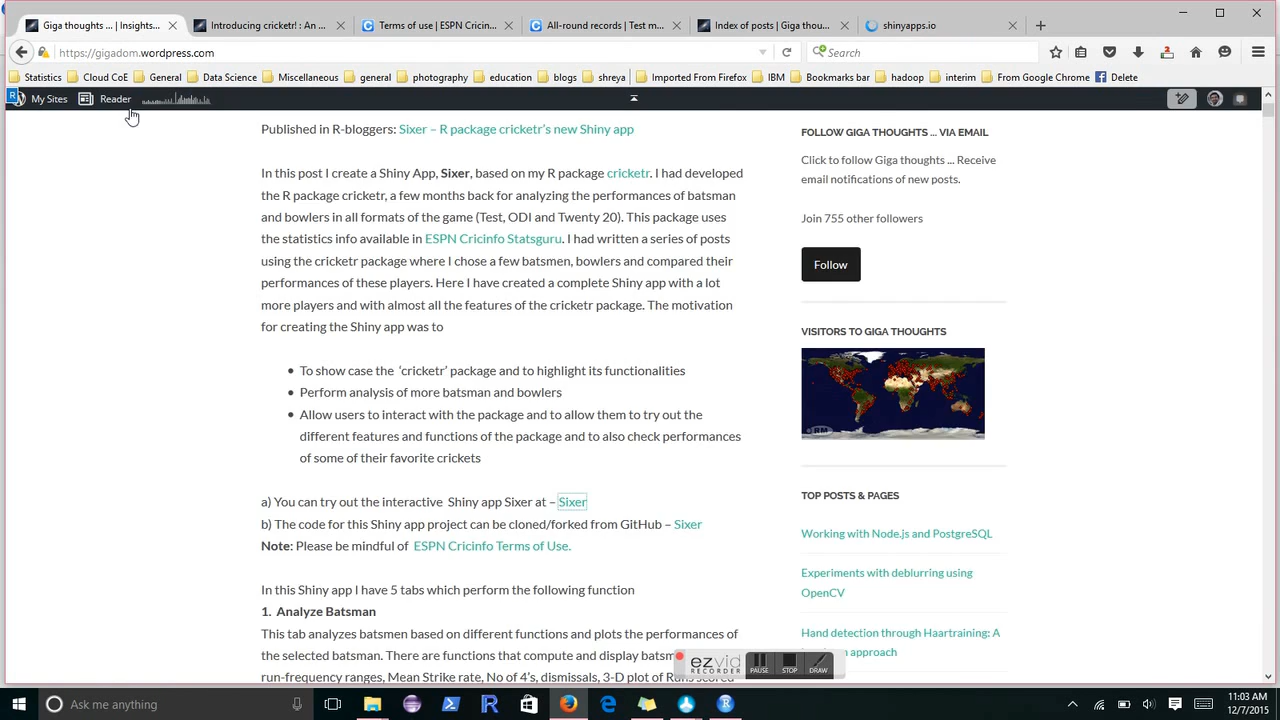 Giga thoughts ... | Insights...
Introducing cricketr! : An ...
Terms of use | ESPN Cricin...
All-round records | Test m...
Index of posts | Giga thou...
shinyapps.io
https://gigadom.wordpress.com
Search
Statistics
Cloud CoE
General
Data Science
Miscellaneous
general
photography
education
blogs
shreya
Imported From Firefox
IBM
Bookmarks bar
hadoop
interim
From Google Chrome
Delete
My Sites
Reader
Published in R-bloggers: Sixer – R package cricketr's new Shiny app
In this post I create a Shiny App, Sixer, based on my R package cricketr. I had developed
the R package cricketr, a few months back for analyzing the performances of batsman
and bowlers in all formats of the game (Test, ODI and Twenty 20). This package uses
the statistics info available in ESPN Cricinfo Statsguru. I had written a series of posts
using the cricketr package where I chose a few batsmen, bowlers and compared their
performances of these players. Here I have created a complete Shiny app with a lot
more players and with almost all the features of the cricketr package. The motivation
for creating the Shiny app was to
• To show case the 'cricketr' package and to highlight its functionalities
• Perform analysis of more batsman and bowlers
• Allow users to interact with the package and to allow them to try out the
different features and functions of the package and to also check performances
of some of their favorite crickets
a) You can try out the interactive Shiny app Sixer at – Sixer
b) The code for this Shiny app project can be cloned/forked from GitHub – Sixer
Note: Please be mindful of ESPN Cricinfo Terms of Use.
In this Shiny app I have 5 tabs which perform the following function
1. Analyze Batsman
This tab analyzes batsmen based on different functions and plots the performances of
the selected batsman. There are functions that compute and display batsm
run-frequency ranges, Mean Strike rate, No of 4's, dismissals, 3-D plot of Runs scored
FOLLOW GIGA THOUGHTS ... VIA EMAIL
Click to follow Giga thoughts ... Receive
email notifications of new posts.
Join 755 other followers
Follow
VISITORS TO GIGA THOUGHTS
RM
TOP POSTS & PAGES
Working with Node.js and PostgreSQL
Experiments with deblurring using
OpenCV
Hand detection through Haartraining: A
approach
ezvid
RECORDER
PAUSE
STOP
DRAW
Ask me anything
11:03 AM
12/7/2015